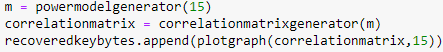 m = powermodelgenerator(15)
correlationmatrix = correlationmatrixgenerator(m)
recoveredkeybytes.append(plotgraph(correlationmatrix,15))